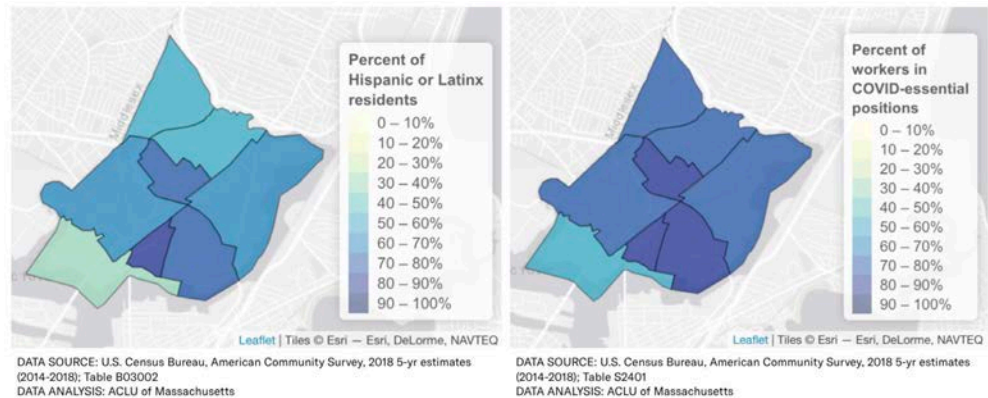 Percent of
Hispanic or Latinx
residents
0 – 10%
10 – 20%
20 – 30%
30 – 40%
40 – 50%
50 – 60%
60 – 70%
70 – 80%
80 – 90%
90 – 100%
Middlesex
Leaflet | Tiles © Esri — Esri, DeLorme, NAVTEQ
DATA SOURCE: U.S. Census Bureau, American Community Survey, 2018 5-yr estimates
(2014-2018); Table B03002
DATA ANALYSIS: ACLU of Massachusetts
Percent of
workers in
COVID-essential
positions
0 – 10%
10 – 20%
20 – 30%
30 – 40%
40 – 50%
50 – 60%
60 – 70%
70 – 80%
80 – 90%
90 – 100%
Middlesex
Leaflet | Tiles © Esri — Esri, DeLorme, NAVTEQ
DATA SOURCE: U.S. Census Bureau, American Community Survey, 2018 5-yr estimates
(2014-2018); Table S2401
DATA ANALYSIS: ACLU of Massachusetts